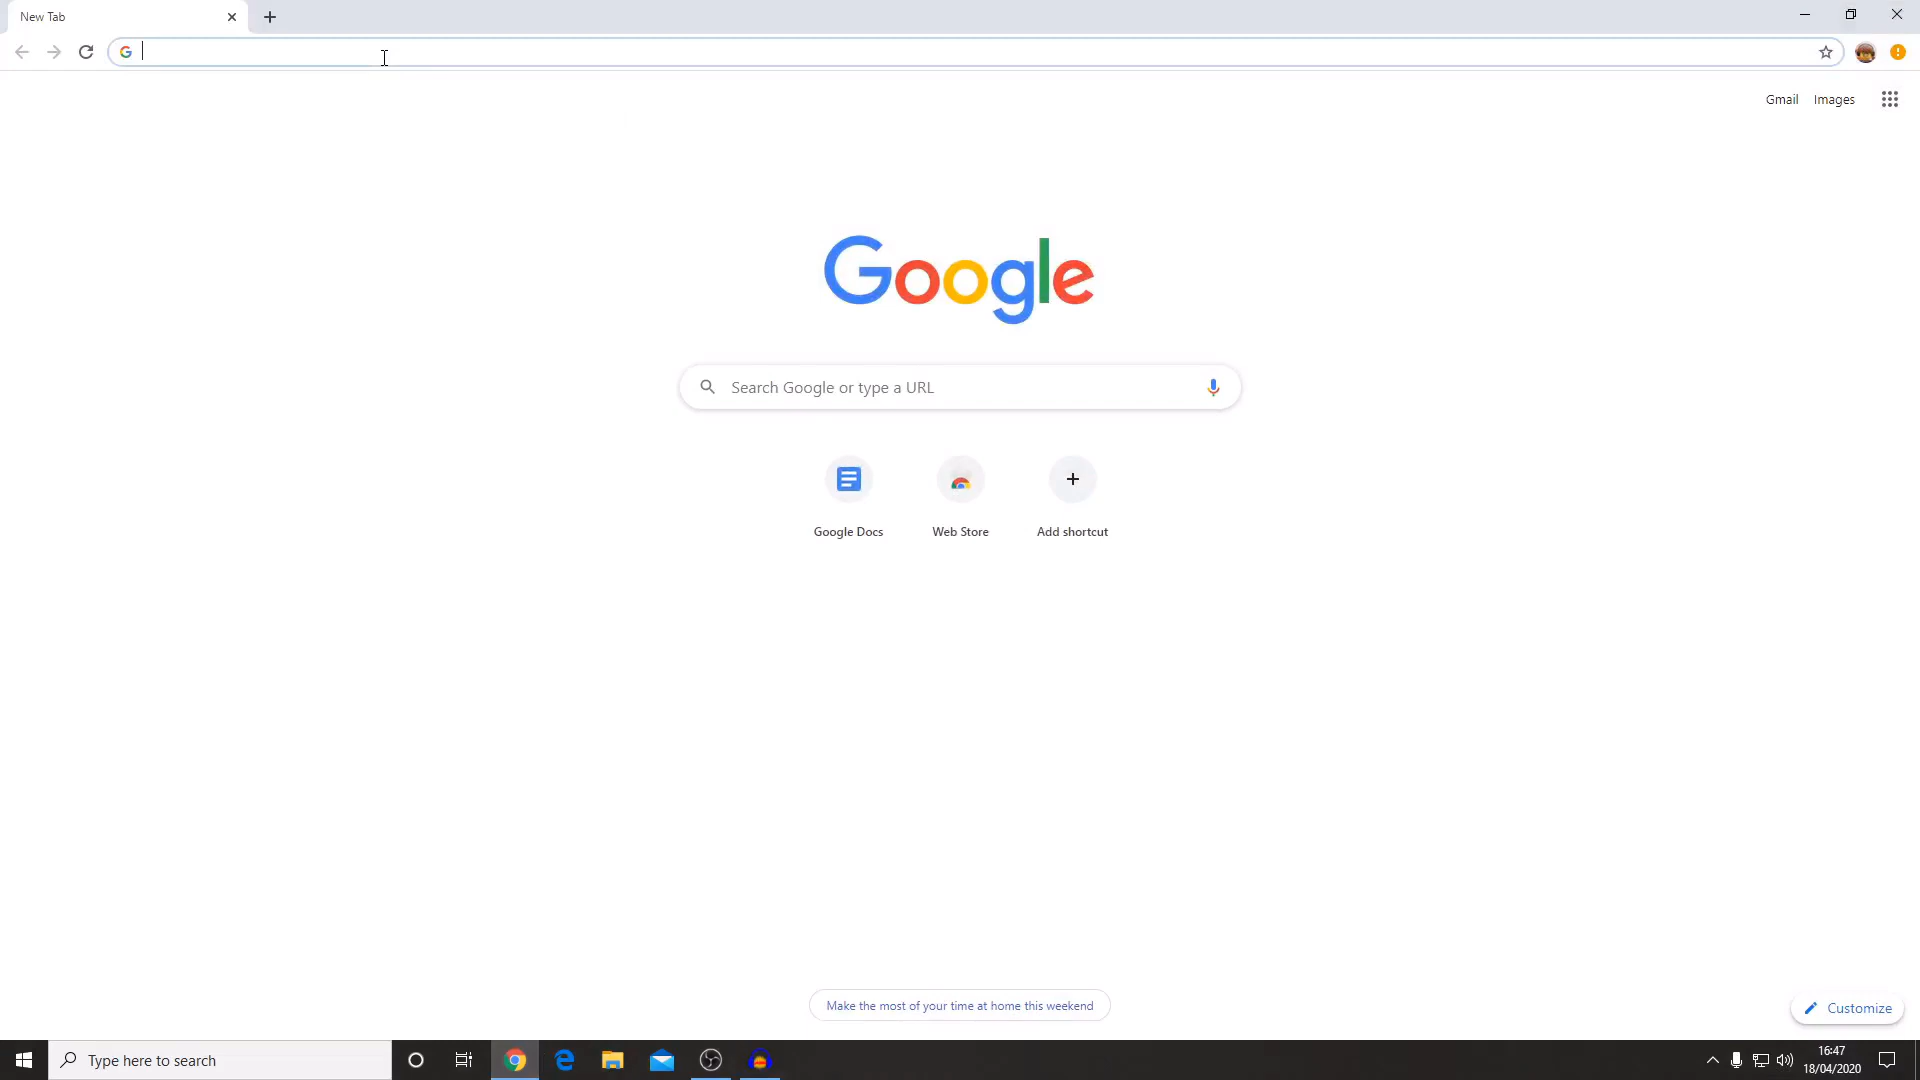 New Tab
Gmail Images
Google
Search Google or type a URL
Google Docs Web Store Add shortcut
Make the most of your time at home this weekend
Customize
Type here to search
16:47
18/04/2020